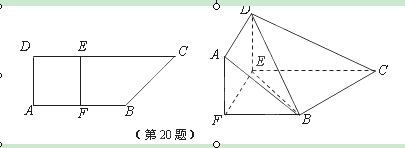 D E C
A F B
D
A E C
F B
（第20题）